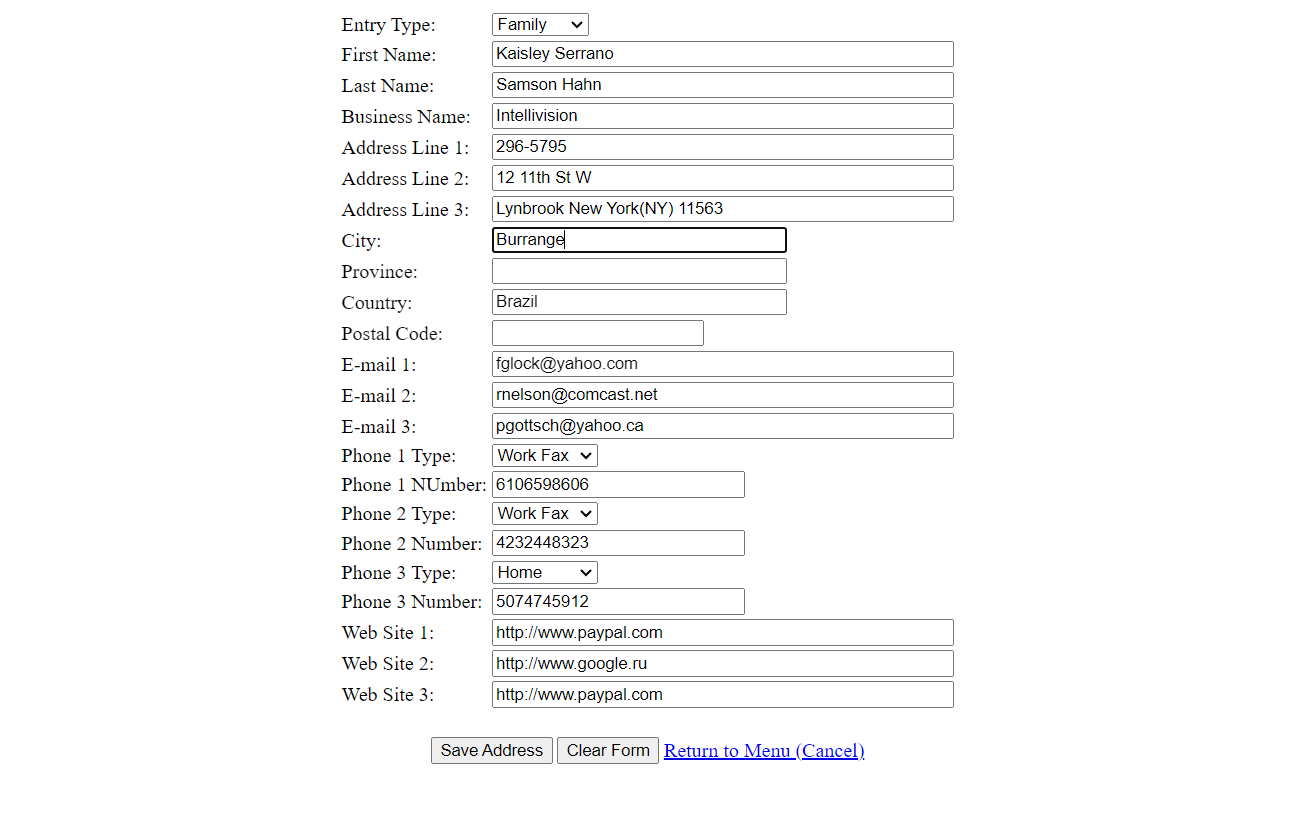 Entry Type: Family
First Name: Kaisley Serrano
Last Name: Samson Hahn
Business Name: Intellivision
Address Line 1: 296-5795
Address Line 2: 12 11th St W
Address Line 3: Lynbrook New York(NY) 11563
City: Burrange
Province:
Country: Brazil
Postal Code:
E-mail 1: fglock@yahoo.com
E-mail 2: rnelson@comcast.net
E-mail 3: pgottsch@yahoo.ca
Phone 1 Type: Work Fax
Phone 1 NUmber: 6106598606
Phone 2 Type: Work Fax
Phone 2 Number: 4232448323
Phone 3 Type: Home
Phone 3 Number: 5074745912
Web Site 1: http://www.paypal.com
Web Site 2: http://www.google.ru
Web Site 3: http://www.paypal.com
Save Address Clear Form Return to Menu (Cancel)